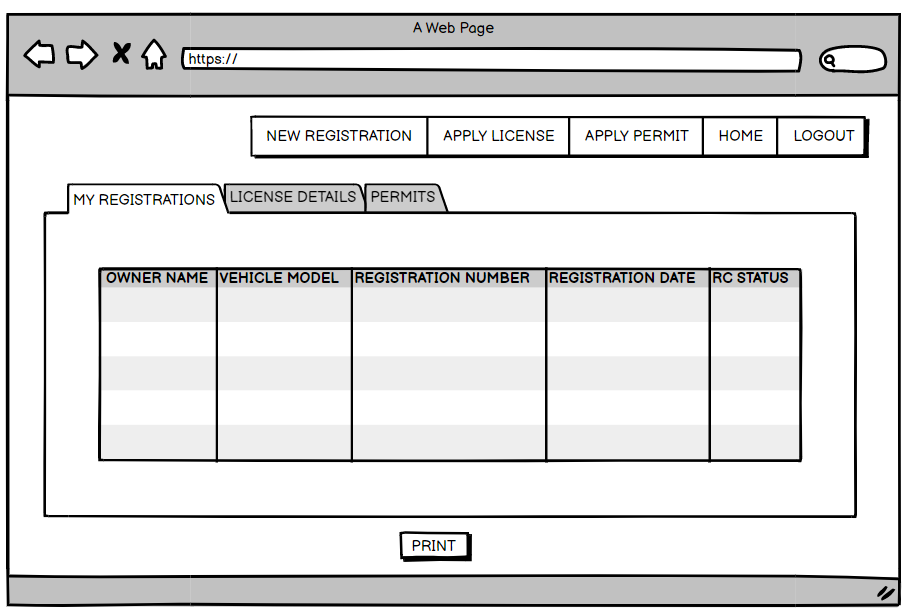 A Web Page
https://
NEW REGISTRATION APPLY LICENSE APPLY PERMIT HOME LOGOUT
MY REGISTRATIONS LICENSE DETAILS PERMITS
OWNER NAME VEHICLE MODEL REGISTRATION NUMBER REGISTRATION DATE RC STATUS
PRINT